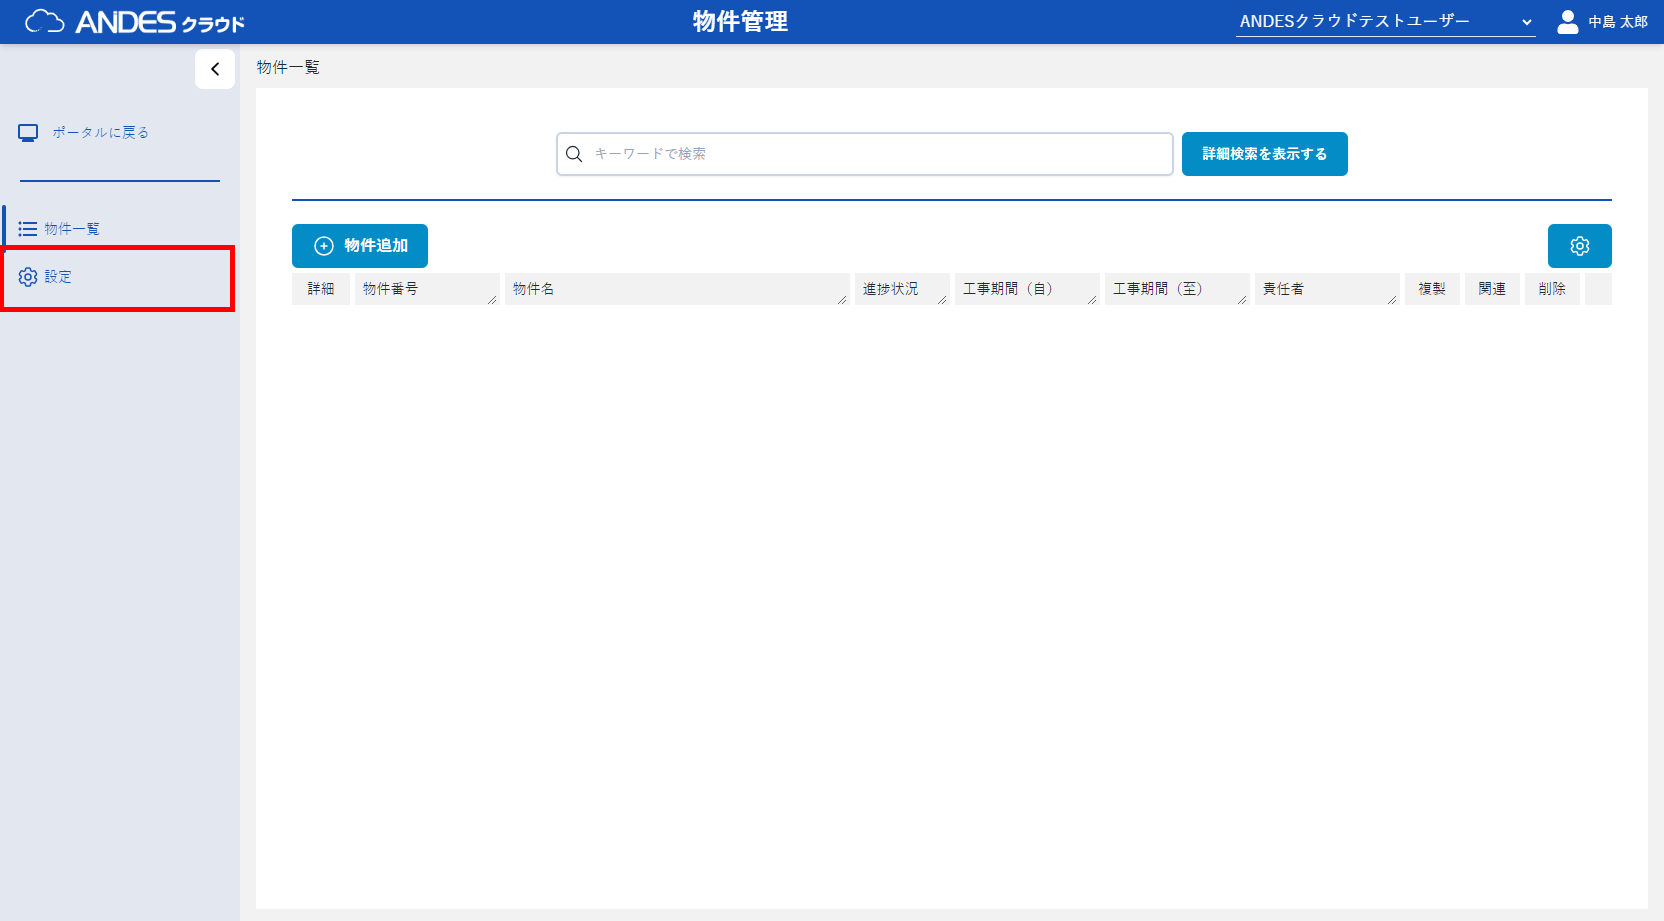 ANDES クラウド
物件管理
ANDESクラウドテストユーザー
中島 太郎
ポータルに戻る
物件一覧
設定
物件一覧
キーワードで検索
詳細検索を表示する
物件追加
詳細 物件番号 物件名 進捗状況 工事期間（自） 工事期間（至） 責任者 複製 関連 削除